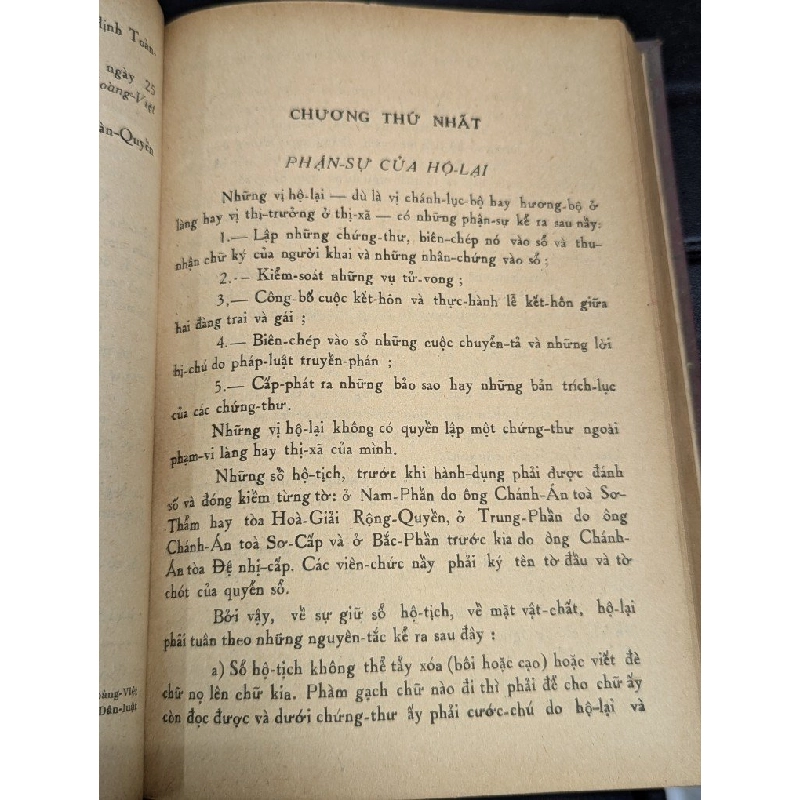 Định Toàn-
ngày 25
oàng-Việt
àn-Quyền
CHƯƠNG THỨ NHẤT
PHẬN-SỰ CỦA HỘ-LẠI
Những vị hộ-lại — dù là vị chánh-lục-bộ hay hương-bộ ở
làng hay vị thị-trưởng ở thị-xã — có những phận-sự kể ra sau nầy:
1.— Lập những chứng-thư, biên-chép nó vào sổ và thu-
nhận chữ ký của người khai và những nhân-chứng vào sổ ;
2.— Kiểm-soát những vụ tử-vong ;
3.— Công-bố cuộc kết-hôn và thực-hành lễ kết-hôn giữa
hai đàng trai và gái ;
4.— Biên-chép vào sổ những cuộc chuyển-tả và những lời
bị-chú do pháp-luật truyền-phán ;
5.— Cấp-phát ra những bảo sao hay những bản trích-lục
của các chứng-thư.
Những vị hộ-lại không có quyền lập một chứng-thư ngoài
phạm-vi làng hay thị-xã của mình.
Những sổ hộ-tịch, trước khi hành-dụng phải được đánh
số và đóng kiềm từng tờ: ở Nam-Phần do ông Chánh-Án toà Sơ-
Thẩm hay tòa Hoà-Giải Rộng-Quyền, ở Trung-Phần do ông
Chánh-Án toà Sơ-Cấp và ở Bắc-Phần trước kia do ông Chánh-
Án tòa Đệ nhị-cấp. Các viên-chức nầy phải ký tên tờ đầu và tờ
chót của quyển sổ.
Bởi vậy, về sự giữ sổ hộ-tịch, về mặt vật-chất, hộ-lại
phải tuân theo những nguyên-tắc kể ra sau đây :
a) Sổ hộ-tịch không thể tẩy xóa (bôi hoặc cạo) hoặc viết đè
chữ nọ lên chữ kia. Phàm gạch chữ nào đi thì phải để cho chữ ấy
còn đọc được và dưới chứng-thư ấy phải cước-chú do hộ-lại và
oàng-Việt
Dân-luật